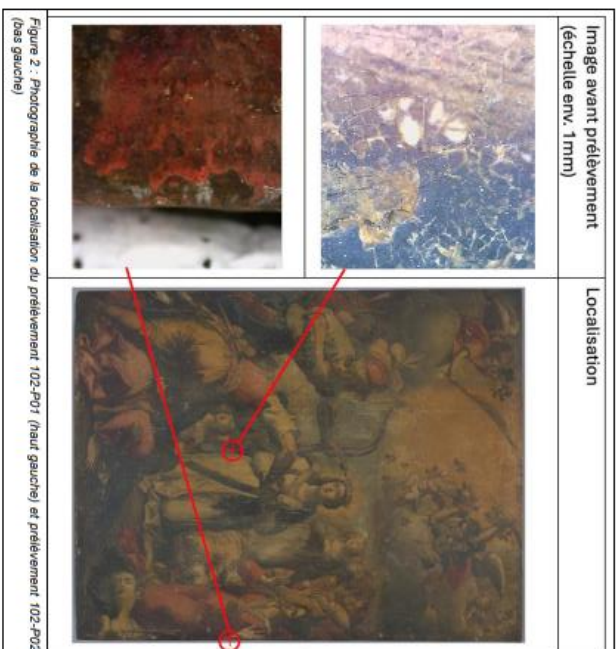 Image avant prélèvement
(échelle env. 1mm)
Localisation
Figure 2 : Photographie de la localisation du prélèvement 102-P01 (haut gauche) et prélèvement 102-P02
(bas gauche)